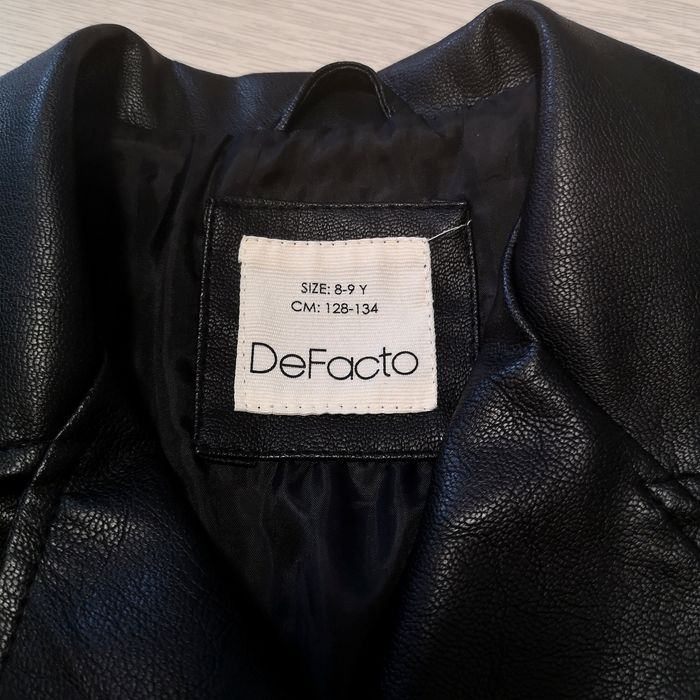 SIZE: 8-9 Y
CM: 128-134
DeFacto